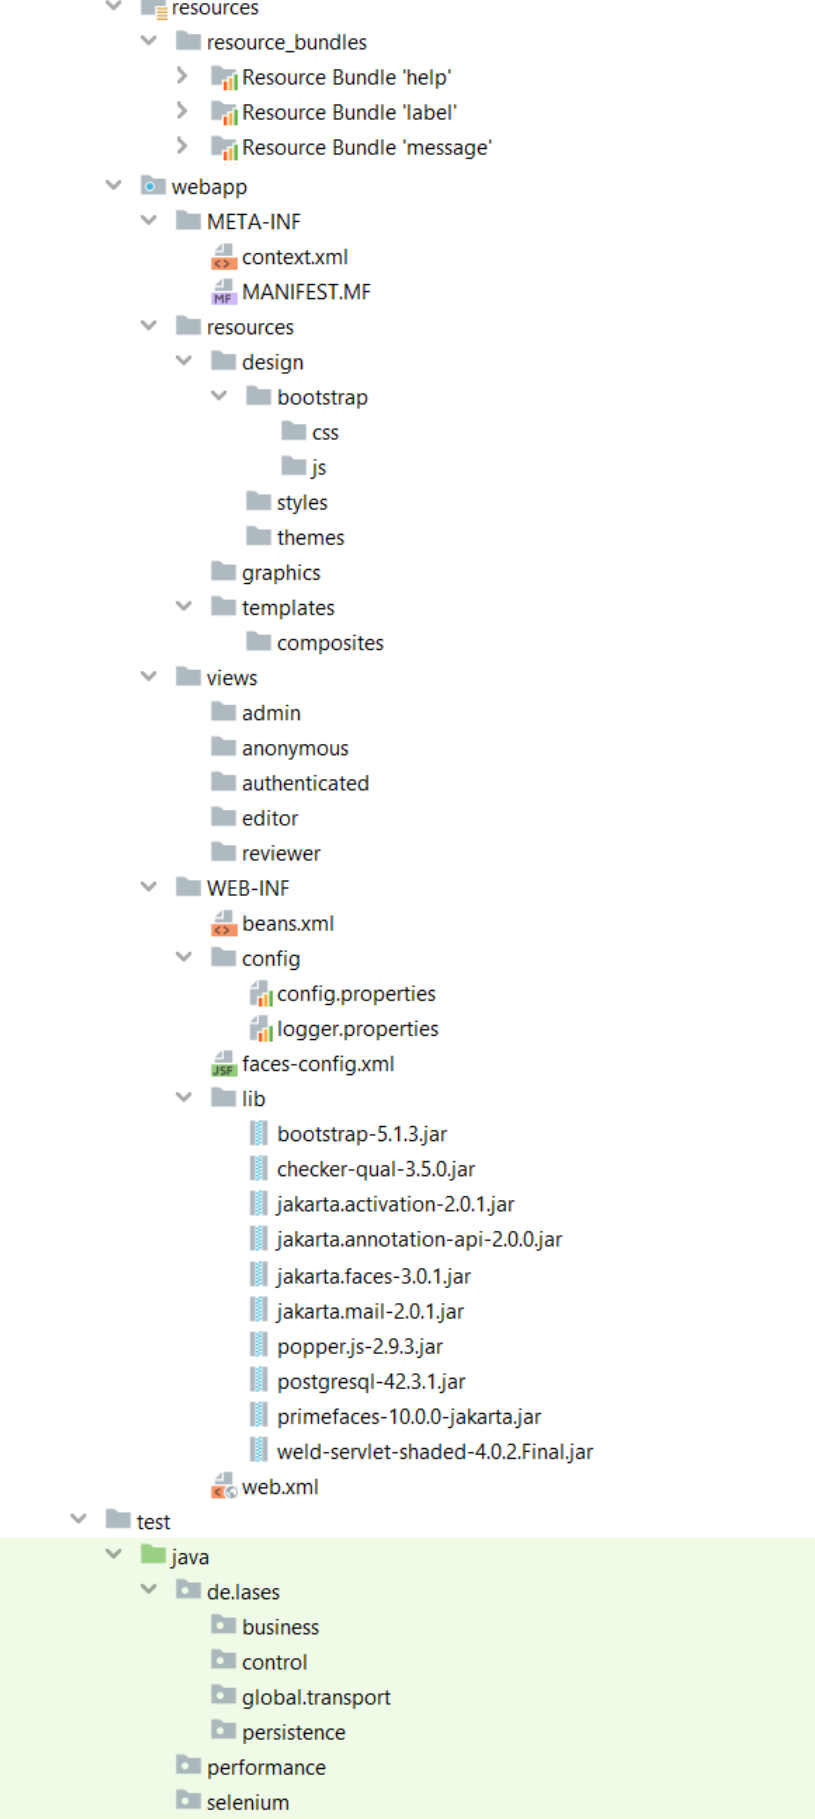 resources
resource_bundles
Resource Bundle 'help'
Resource Bundle 'label'
Resource Bundle 'message'
webapp
META-INF
<> context.xml
MF MANIFEST.MF
resources
design
bootstrap
css
js
styles
themes
graphics
templates
composites
views
admin
anonymous
authenticated
editor
reviewer
WEB-INF
<> beans.xml
config
config.properties
logger.properties
JSF faces-config.xml
lib
bootstrap-5.1.3.jar
checker-qual-3.5.0.jar
jakarta.activation-2.0.1.jar
jakarta.annotation-api-2.0.0.jar
jakarta.faces-3.0.1.jar
jakarta.mail-2.0.1.jar
popper.js-2.9.3.jar
postgresql-42.3.1.jar
primefaces-10.0.0-jakarta.jar
weld-servlet-shaded-4.0.2.Final.jar
web.xml
test
java
de.lases
business
control
global.transport
persistence
performance
selenium